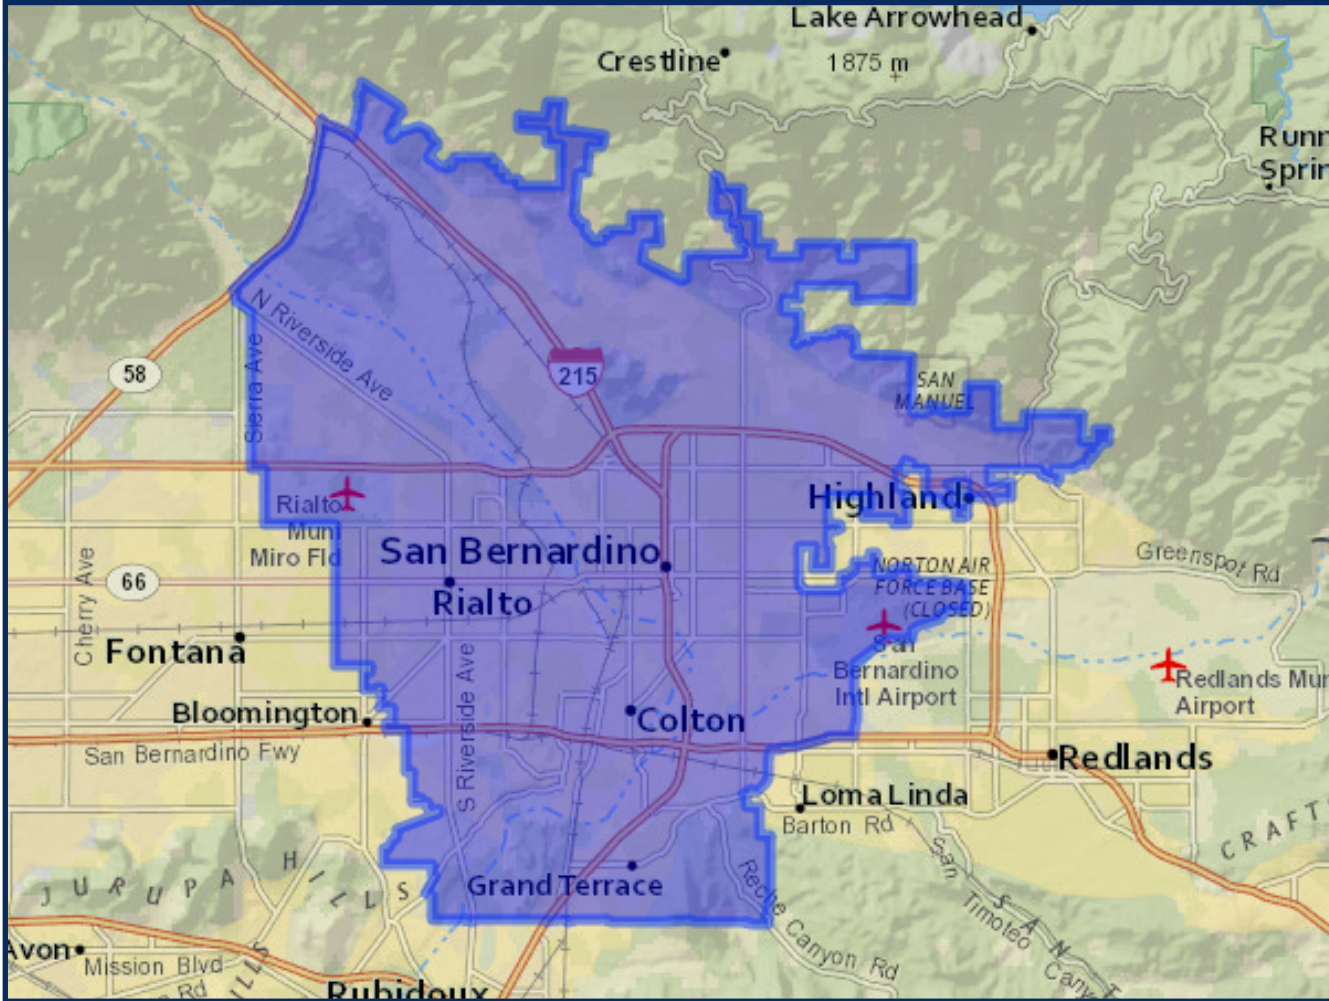 Lake Arrowhead
Crestline
1875 m
Runn
Sprin
N Riverside Ave
58
215
Sierra Ave
SAN
MANUEL
Rialto
Muni
Miro Fld
Highland
San Bernardino
Greenspot Rd
Cherry Ave
66
NORTON AIR
FORCE BASE
(CLOSED)
Rialto
Fontana
San
Bernardino
Intl Airport
Redlands Mun
Airport
S Riverside Ave
Bloomington
Colton
San Bernardino Fwy
Redlands
Loma Linda
Barton Rd
CRAFT
JURUPA HILLS
Grand Terrace
Reche Canyon Rd
San
Timoteo
Cany
SANT
Avon
Mission Blvd
Rd
ILLS
Rubidoux